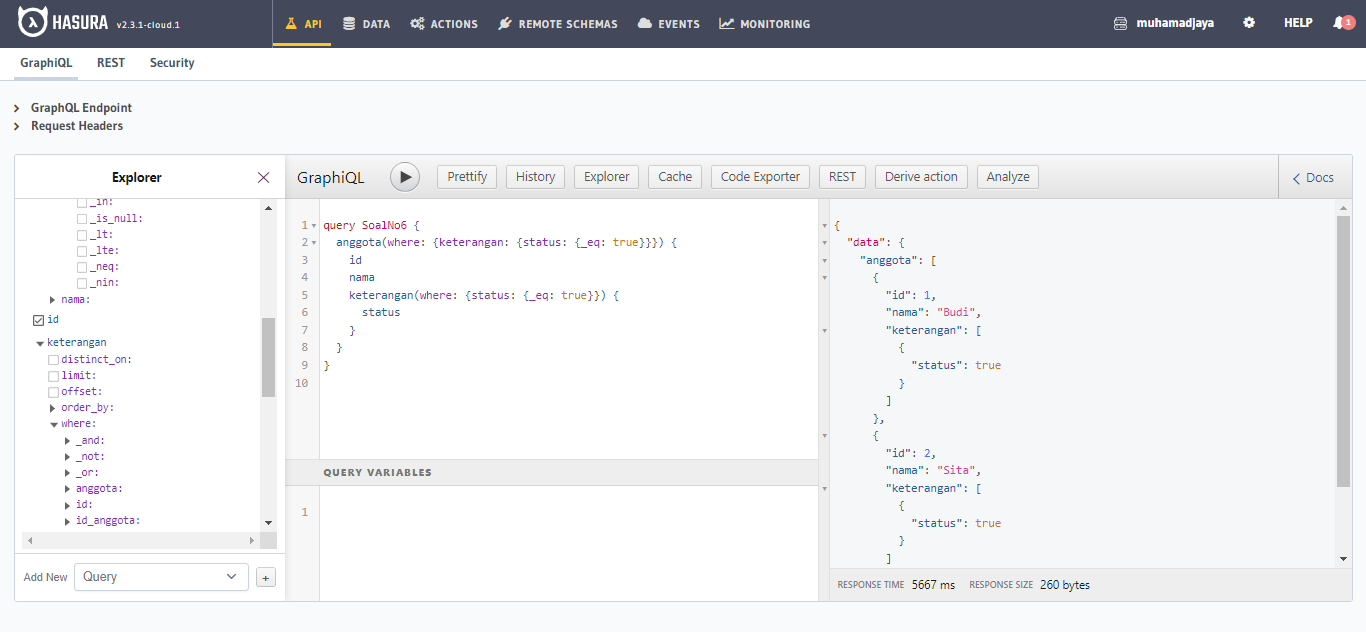 HASURA v2.3.1-cloud.1 API DATA ACTIONS REMOTE SCHEMAS EVENTS MONITORING muhamadjaya HELP 1
GraphiQL REST Security
GraphQL Endpoint
Request Headers
Explorer
_in:
_is_null:
_lt:
_lte:
_neq:
_nin:
nama:
id
keterangan
distinct_on:
limit:
offset:
order_by:
where:
_and:
_not:
_or:
anggota:
id:
id_anggota:
Add New Query +
GraphiQL Prettify History Explorer Cache Code Exporter REST Derive action Analyze Docs
1 query SoalNo6 {
2 anggota(where: {keterangan: {status: {_eq: true}}}) {
3 id
4 nama
5 keterangan(where: {status: {_eq: true}}) {
6 status
7 }
8 }
9 }
10
QUERY VARIABLES
1
{
"data": {
"anggota": [
{
"id": 1,
"nama": "Budi",
"keterangan": [
{
"status": true
}
]
},
{
"id": 2,
"nama": "Sita",
"keterangan": [
{
"status": true
}
]
RESPONSE TIME 5667 ms RESPONSE SIZE 260 bytes